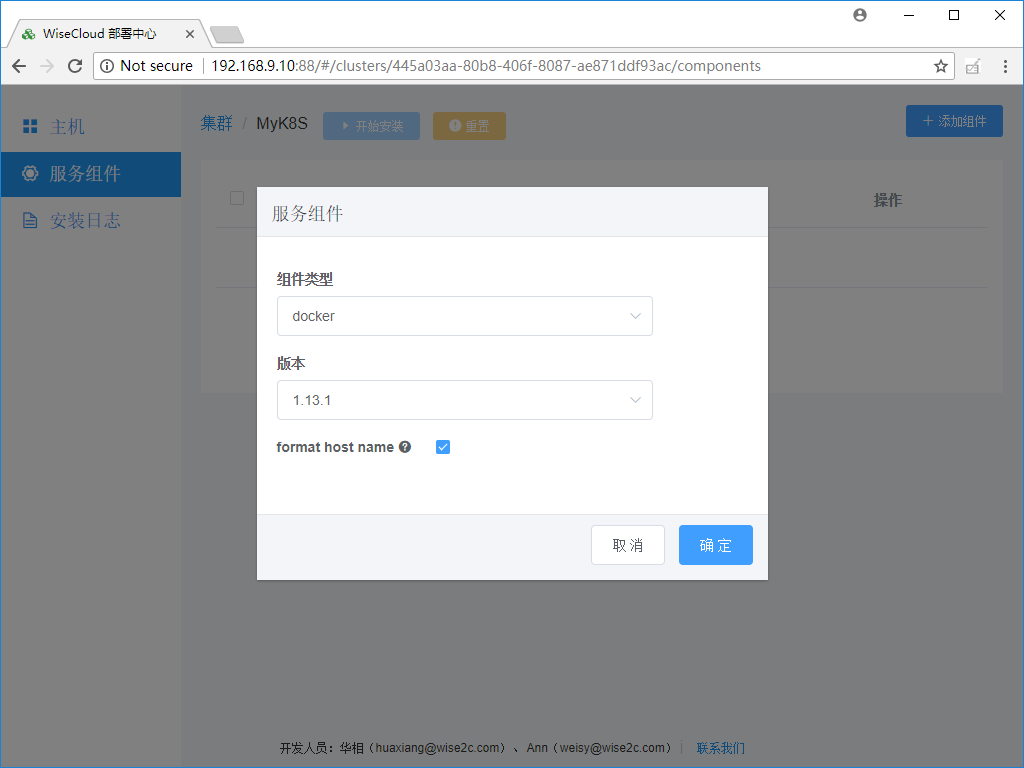 WiseCloud 部署中心
Not secure 192.168.9.10:88/#/clusters/445a03aa-80b8-406f-8087-ae871ddf93ac/components
主机
服务组件
安装日志
集群 / MyK8S 开始安装 重置 + 添加组件
操作
服务组件
组件类型
docker
版本
1.13.1
format host name
取消 确定
开发人员：华相（huaxiang@wise2c.com）、Ann（weisy@wise2c.com） 联系我们